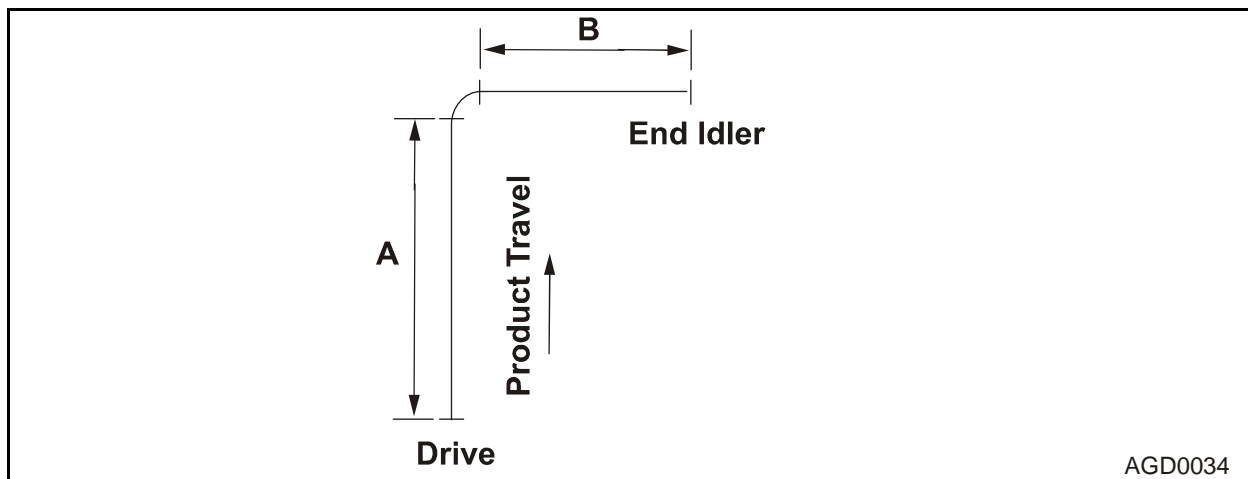 B
End Idler
A
Product Travel
Drive
AGD0034